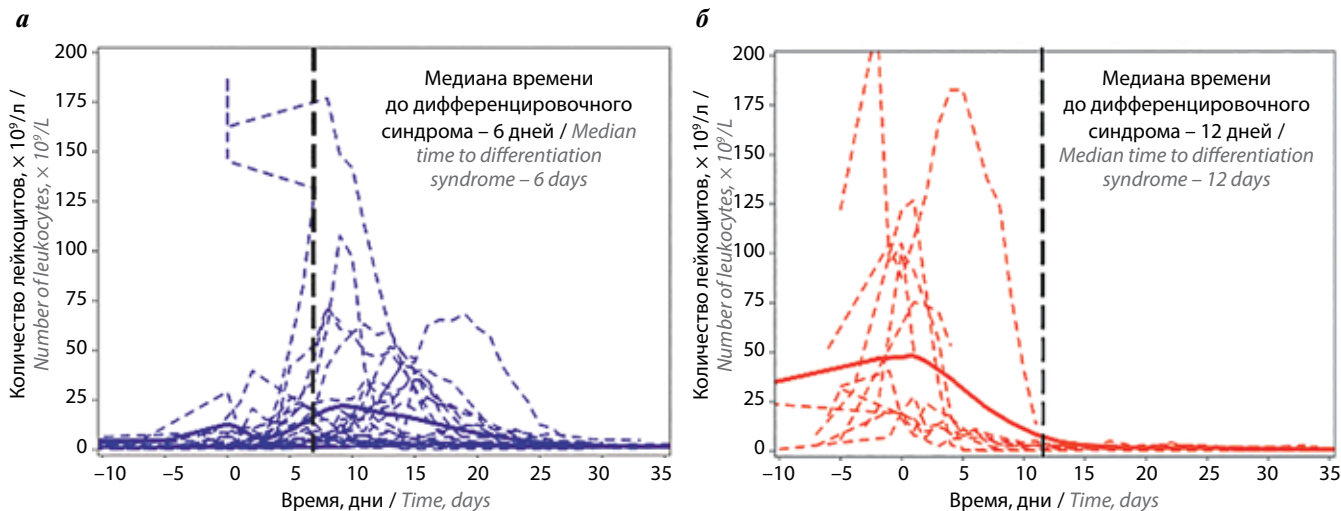 а
Количество лейкоцитов, × 10⁹/л /
Number of leukocytes, × 10⁹/L
200
175
150
125
100
75
50
25
0
Медиана времени
до дифференцировочного
синдрома – 6 дней / Median
time to differentiation
syndrome – 6 days
–10 –5 0 5 10 15 20 25 30 35
Время, дни / Time, days
б
Количество лейкоцитов, × 10⁹/л /
Number of leukocytes, × 10⁹/L
200
175
150
125
100
75
50
25
0
Медиана времени
до дифференцировочного
синдрома – 12 дней /
Median time to differentiation
syndrome – 12 days
–10 –5 0 5 10 15 20 25 30 35
Время, дни / Time, days